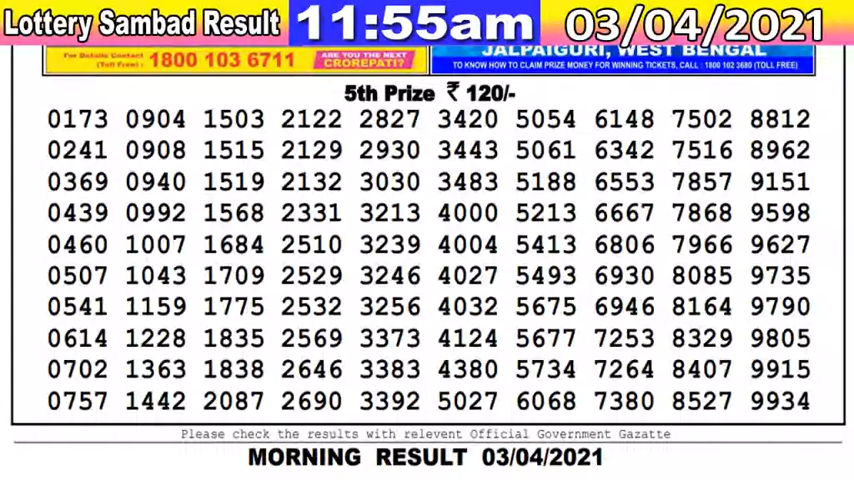 Lottery Sambad Result 11:55am 03/04/2021
For Details Contact (Toll Free) : 1800 103 6711 ARE YOU THE NEXT CROREPATI?
JALPAIGURI, WEST BENGAL
TO KNOW HOW TO CLAIM PRIZE MONEY FOR WINNING TICKETS, CALL : 1800 102 3680 (TOLL FREE)
5th Prize ₹ 120/-
0173 0904 1503 2122 2827 3420 5054 6148 7502 8812
0241 0908 1515 2129 2930 3443 5061 6342 7516 8962
0369 0940 1519 2132 3030 3483 5188 6553 7857 9151
0439 0992 1568 2331 3213 4000 5213 6667 7868 9598
0460 1007 1684 2510 3239 4004 5413 6806 7966 9627
0507 1043 1709 2529 3246 4027 5493 6930 8085 9735
0541 1159 1775 2532 3256 4032 5675 6946 8164 9790
0614 1228 1835 2569 3373 4124 5677 7253 8329 9805
0702 1363 1838 2646 3383 4380 5734 7264 8407 9915
0757 1442 2087 2690 3392 5027 6068 7380 8527 9934
Please check the results with relevent Official Government Gazatte
MORNING RESULT 03/04/2021